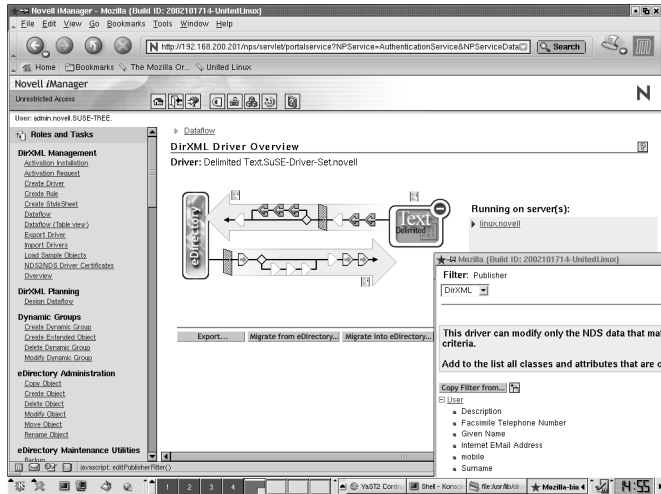 Novell iManager - Mozilla {Build ID: 2002101714-UnitedLinux}
File Edit View Go Bookmarks Tools Window Help
http://192.168.200.201/nps/servlet/portalservice?NPService=AuthenticationService&NPServiceData
Search
Home Bookmarks The Mozilla Or... United Linux
Novell iManager
Unrestricted Access
N
User: admin.novell.SUSE-TREE.
Roles and Tasks
DirXML Management
Activation Installation
Activation Request
Create Driver
Create Rule
Create StyleSheet
Dataflow
Dataflow (Table view)
Export Driver
Import Drivers
Load Sample Objects
NDS2NDS Driver Certificates
Overview
DirXML Planning
Design Dataflow
Dynamic Groups
Create Dynamic Group
Create Extended Object
Delete Dynamic Group
Modify Dynamic Group
eDirectory Administration
Copy Object
Create Object
Delete Object
Modify Object
Move Object
Rename Object
eDirectory Maintenance Utilities
Backup
Dataflow
DirXML Driver Overview
?
Driver: Delimited Text.SuSE-Driver-Set.novell
eDirectory
Text
Delimited
Running on server(s):
linux.novell
Export... Migrate from eDirectory... Migrate into eDirectory...
Mozilla {Build ID: 2002101714-UnitedLinux}
Filter: Publisher
DirXML
This driver can modify only the NDS data that ma
criteria.
Add to the list all classes and attributes that are o
Copy Filter from...
User
Description
Facsimile Telephone Number
Given Name
Internet EMail Address
mobile
Surname
javascript: editPublisherFilter()
1 2 3 4
YaST2 Contro
Shell - Konsole
file:/usr/lib/dirx
Mozilla-bin
14:55